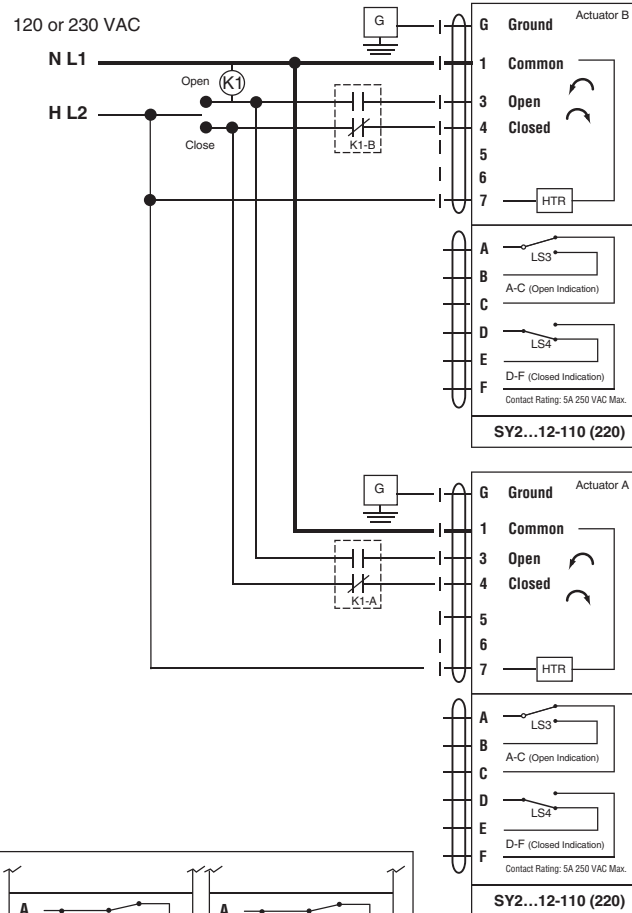 120 or 230 VAC
N L1
H L2
Open
K1
Close
K1-B
G
G Ground
Actuator B
1 Common
3 Open
4 Closed
5
6
7
HTR
A
LS3
B
A-C (Open Indication)
C
D
LS4
E
D-F (Closed Indication)
F
Contact Rating: 5A 250 VAC Max.
SY2…12-110 (220)
G
G Ground
Actuator A
1 Common
3 Open
4 Closed
K1-A
5
6
7
HTR
A
LS3
B
A-C (Open Indication)
C
D
LS4
E
D-F (Closed Indication)
F
Contact Rating: 5A 250 VAC Max.
SY2…12-110 (220)
A
A